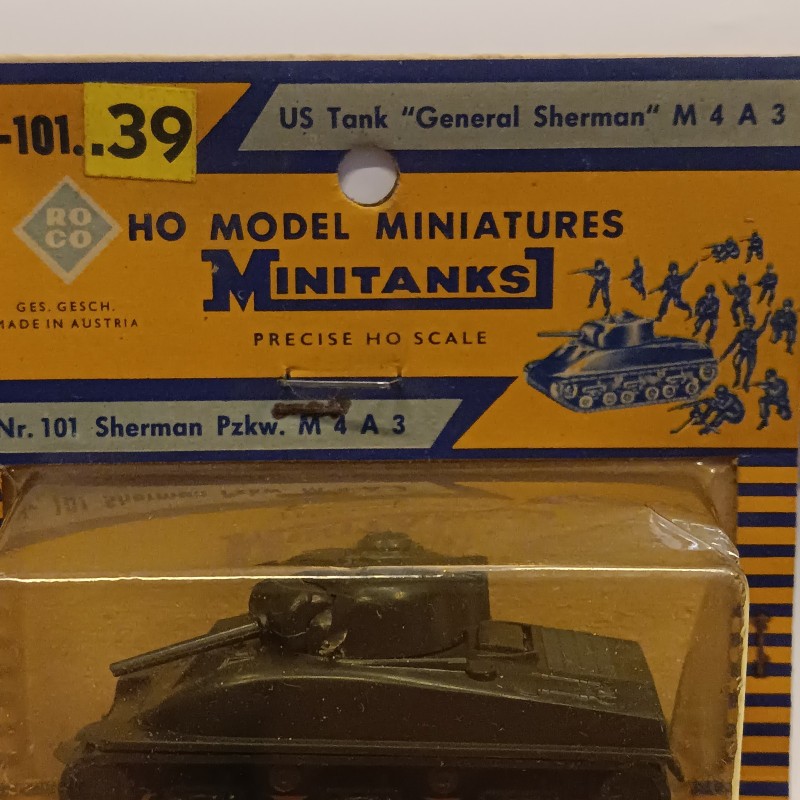 -101..39
US Tank "General Sherman" M 4 A 3
RO
CO
HO MODEL MINIATURES
MINITANKS
GES. GESCH.
MADE IN AUSTRIA
PRECISE HO SCALE
Nr. 101 Sherman Pzkw. M 4 A 3